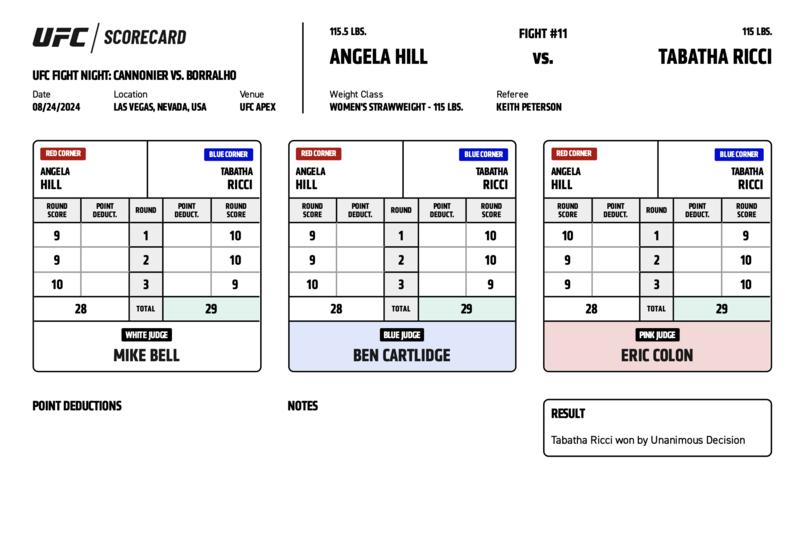 UFC / SCORECARD
UFC FIGHT NIGHT: CANNONIER VS. BORRALHO
Date Location Venue
08/24/2024 LAS VEGAS, NEVADA, USA UFC APEX
115.5 LBS. FIGHT #11 115 LBS.
ANGELA HILL VS. TABATHA RICCI
Weight Class Referee
WOMEN'S STRAWWEIGHT - 115 LBS. KEITH PETERSON
RED CORNER BLUE CORNER
ANGELA TABATHA
HILL RICCI
ROUND SCORE POINT DEDUCT. ROUND POINT DEDUCT. ROUND SCORE
9 1 10
9 2 10
10 3 9
28 TOTAL 29
WHITE JUDGE
MIKE BELL
RED CORNER BLUE CORNER
ANGELA TABATHA
HILL RICCI
ROUND SCORE POINT DEDUCT. ROUND POINT DEDUCT. ROUND SCORE
9 1 10
9 2 10
10 3 9
28 TOTAL 29
BLUE JUDGE
BEN CARTLIDGE
RED CORNER BLUE CORNER
ANGELA TABATHA
HILL RICCI
ROUND SCORE POINT DEDUCT. ROUND POINT DEDUCT. ROUND SCORE
10 1 9
9 2 10
9 3 10
28 TOTAL 29
PINK JUDGE
ERIC COLON
POINT DEDUCTIONS
NOTES
RESULT
Tabatha Ricci won by Unanimous Decision